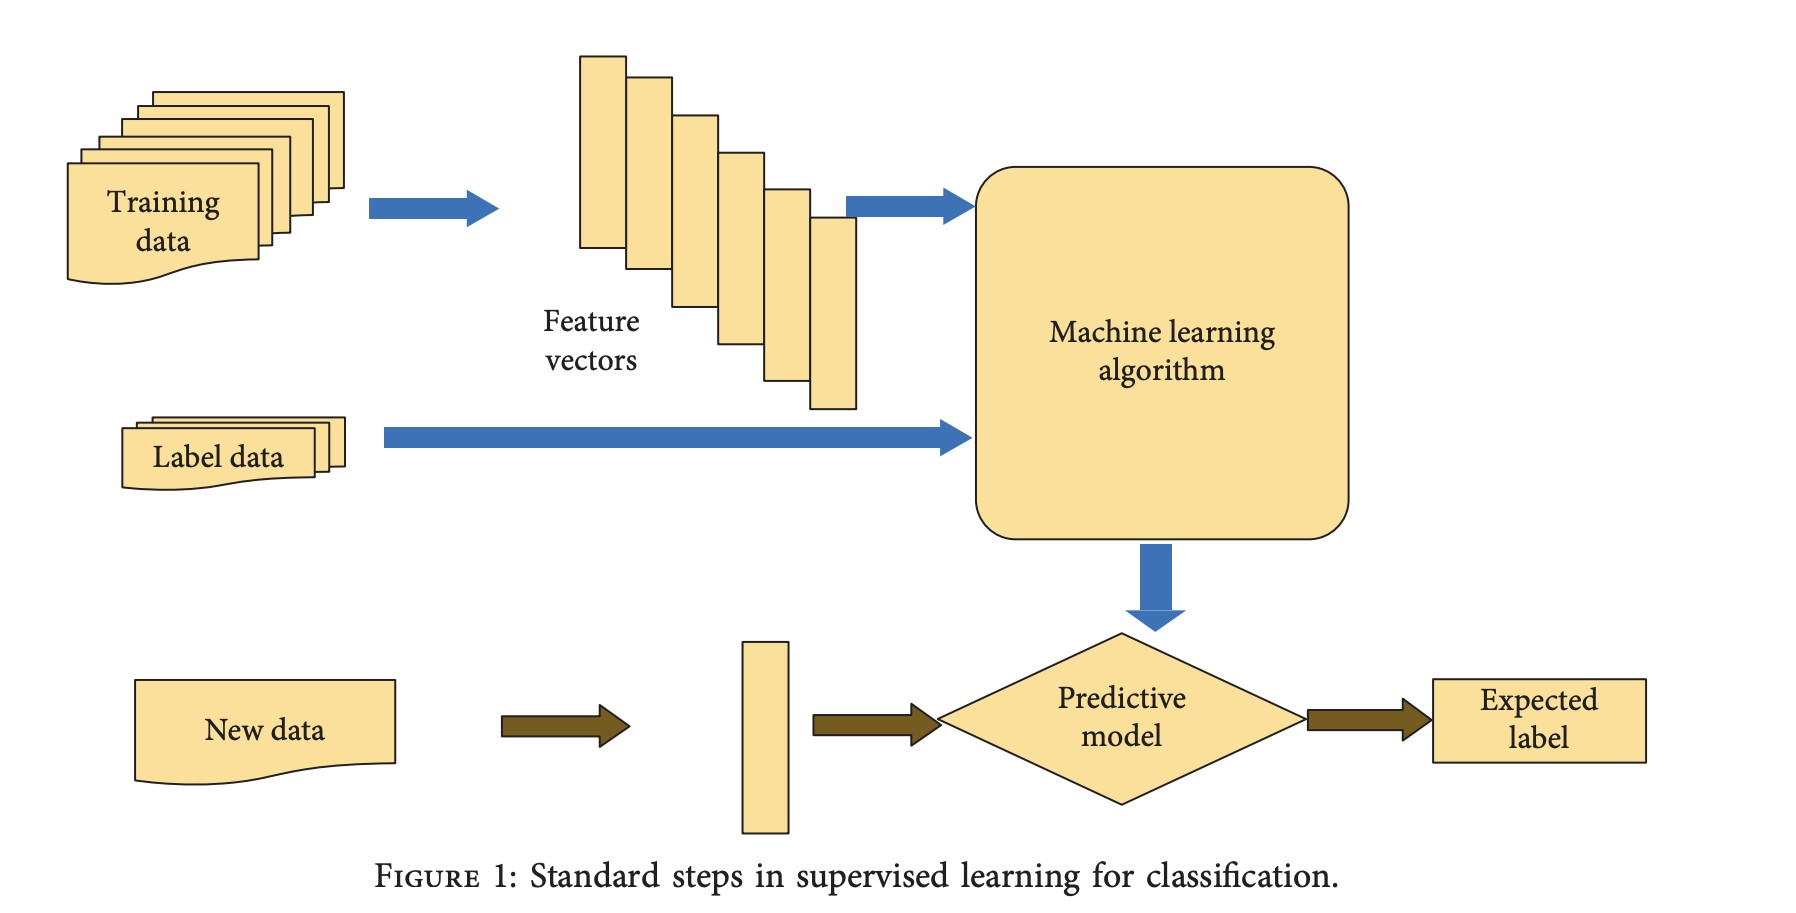 Training
data
Feature
vectors
Machine learning
algorithm
Label data
New data
Predictive
model
Expected
label
FIGURE 1: Standard steps in supervised learning for classification.